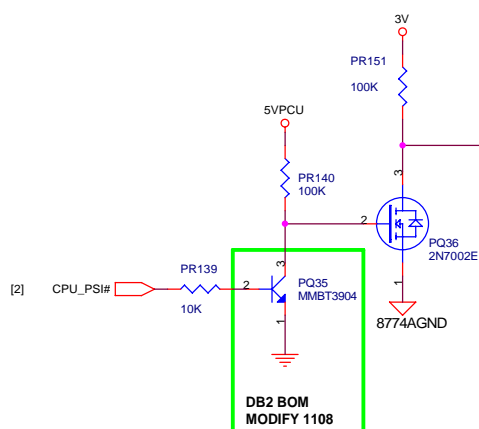 3V
PR151
100K
5VPCU
PR140
100K
3
2
PQ36
2N7002E
1
8774AGND
[2]
CPU_PSI#
PR139
10K
2
3
PQ35
MMBT3904
1
DB2 BOM
MODIFY 1108